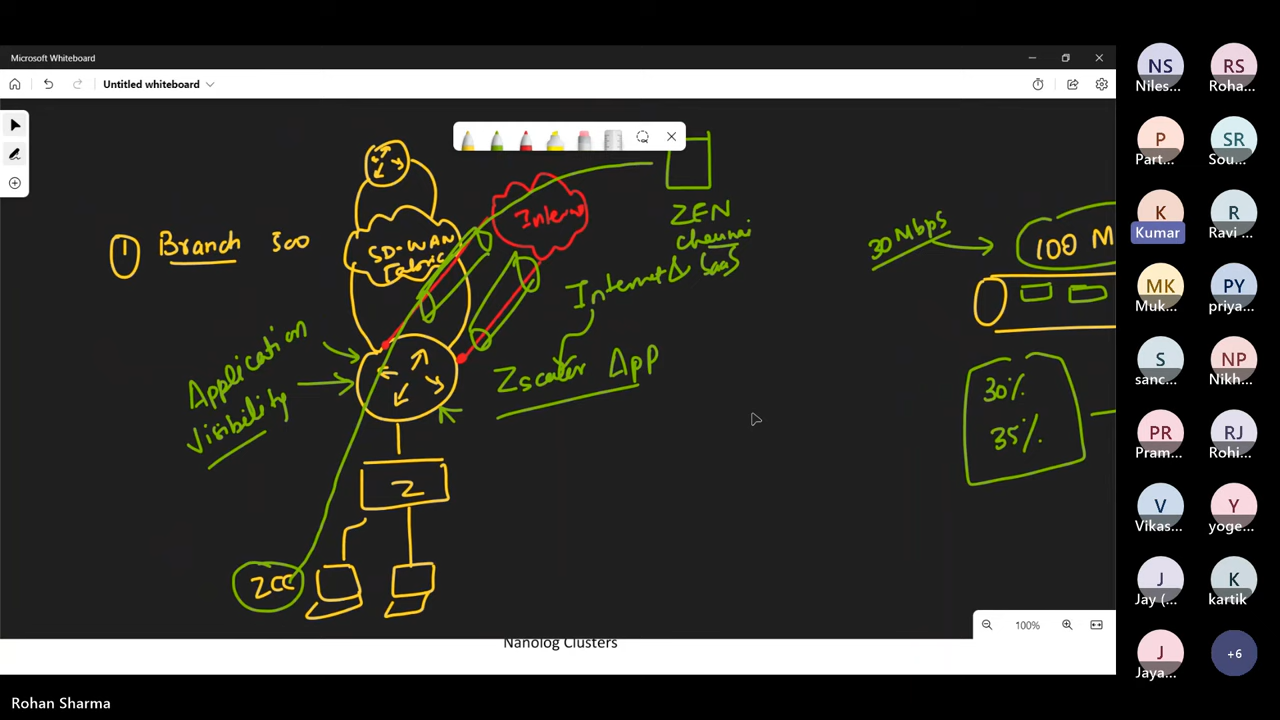 Microsoft Whiteboard
Untitled whiteboard
1 Branch 300
SD-WAN
Fabric
Internet
ZEN
chennai
Internet & SaaS
Zscaler App
Application
Visibility
2
ZCC
30 Mbps
100 M
30%
35%
100%
Nanolog Clusters
Rohan Sharma
NS
Niles...
RS
Roha...
P
Part...
SR
Sou...
K
Kumar
R
Ravi ...
MK
Muk...
PY
priya...
S
sanc...
NP
Nikh...
PR
Pram...
RJ
Rohi...
V
Vikas...
Y
yoge...
J
Jay (...
K
kartik
J
Jaya...
+6